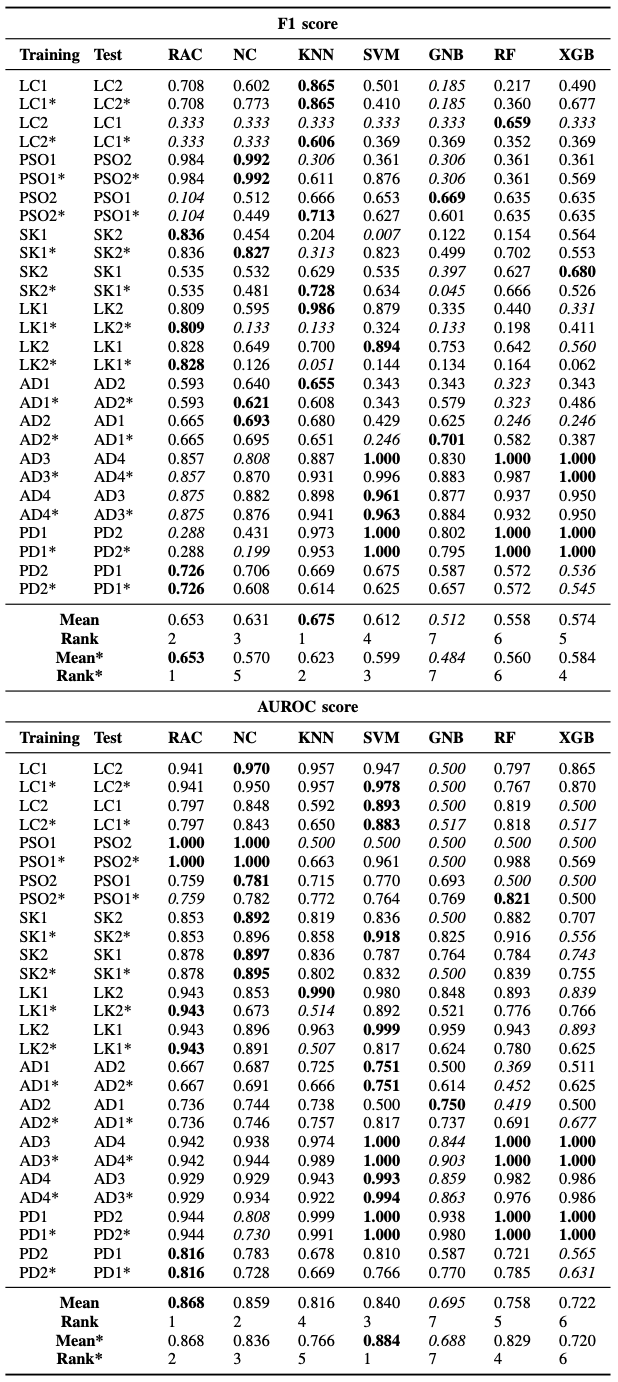 F1 score
Training Test RAC NC KNN SVM GNB RF XGB
LC1 LC2 0.708 0.602 0.865 0.501 0.185 0.217 0.490
LC1* LC2* 0.708 0.773 0.865 0.410 0.185 0.360 0.677
LC2 LC1 0.333 0.333 0.333 0.333 0.333 0.659 0.333
LC2* LC1* 0.333 0.333 0.606 0.369 0.369 0.352 0.369
PSO1 PSO2 0.984 0.992 0.306 0.361 0.306 0.361 0.361
PSO1* PSO2* 0.984 0.992 0.611 0.876 0.306 0.361 0.569
PSO2 PSO1 0.104 0.512 0.666 0.653 0.669 0.635 0.635
PSO2* PSO1* 0.104 0.449 0.713 0.627 0.601 0.635 0.635
SK1 SK2 0.836 0.454 0.204 0.007 0.122 0.154 0.564
SK1* SK2* 0.836 0.827 0.313 0.823 0.499 0.702 0.553
SK2 SK1 0.535 0.532 0.629 0.535 0.397 0.627 0.680
SK2* SK1* 0.535 0.481 0.728 0.634 0.045 0.666 0.526
LK1 LK2 0.809 0.595 0.986 0.879 0.335 0.440 0.331
LK1* LK2* 0.809 0.133 0.133 0.324 0.133 0.198 0.411
LK2 LK1 0.828 0.649 0.700 0.894 0.753 0.642 0.560
LK2* LK1* 0.828 0.126 0.051 0.144 0.134 0.164 0.062
AD1 AD2 0.593 0.640 0.655 0.343 0.343 0.323 0.343
AD1* AD2* 0.593 0.621 0.608 0.343 0.579 0.323 0.486
AD2 AD1 0.665 0.693 0.680 0.429 0.625 0.246 0.246
AD2* AD1* 0.665 0.695 0.651 0.246 0.701 0.582 0.387
AD3 AD4 0.857 0.808 0.887 1.000 0.830 1.000 1.000
AD3* AD4* 0.857 0.870 0.931 0.996 0.883 0.987 1.000
AD4 AD3 0.875 0.882 0.898 0.961 0.877 0.937 0.950
AD4* AD3* 0.875 0.876 0.941 0.963 0.884 0.932 0.950
PD1 PD2 0.288 0.431 0.973 1.000 0.802 1.000 1.000
PD1* PD2* 0.288 0.199 0.953 1.000 0.795 1.000 1.000
PD2 PD1 0.726 0.706 0.669 0.675 0.587 0.572 0.536
PD2* PD1* 0.726 0.608 0.614 0.625 0.657 0.572 0.545
Mean 0.653 0.631 0.675 0.612 0.512 0.558 0.574
Rank 2 3 1 4 7 6 5
Mean* 0.653 0.570 0.623 0.599 0.484 0.560 0.584
Rank* 1 5 2 3 7 6 4
AUROC score
Training Test RAC NC KNN SVM GNB RF XGB
LC1 LC2 0.941 0.970 0.957 0.947 0.500 0.797 0.865
LC1* LC2* 0.941 0.950 0.957 0.978 0.500 0.767 0.870
LC2 LC1 0.797 0.848 0.592 0.893 0.500 0.819 0.500
LC2* LC1* 0.797 0.843 0.650 0.883 0.517 0.818 0.517
PSO1 PSO2 1.000 1.000 0.500 0.500 0.500 0.500 0.500
PSO1* PSO2* 1.000 1.000 0.663 0.961 0.500 0.988 0.569
PSO2 PSO1 0.759 0.781 0.715 0.770 0.693 0.500 0.500
PSO2* PSO1* 0.759 0.782 0.772 0.764 0.769 0.821 0.500
SK1 SK2 0.853 0.892 0.819 0.836 0.500 0.882 0.707
SK1* SK2* 0.853 0.896 0.858 0.918 0.825 0.916 0.556
SK2 SK1 0.878 0.897 0.836 0.787 0.764 0.784 0.743
SK2* SK1* 0.878 0.895 0.802 0.832 0.500 0.839 0.755
LK1 LK2 0.943 0.853 0.990 0.980 0.848 0.893 0.839
LK1* LK2* 0.943 0.673 0.514 0.892 0.521 0.776 0.766
LK2 LK1 0.943 0.896 0.963 0.999 0.959 0.943 0.893
LK2* LK1* 0.943 0.891 0.507 0.817 0.624 0.780 0.625
AD1 AD2 0.667 0.687 0.725 0.751 0.500 0.369 0.511
AD1* AD2* 0.667 0.691 0.666 0.751 0.614 0.452 0.625
AD2 AD1 0.736 0.744 0.738 0.500 0.750 0.419 0.500
AD2* AD1* 0.736 0.746 0.757 0.817 0.737 0.691 0.677
AD3 AD4 0.942 0.938 0.974 1.000 0.844 1.000 1.000
AD3* AD4* 0.942 0.944 0.989 1.000 0.903 1.000 1.000
AD4 AD3 0.929 0.929 0.943 0.993 0.859 0.982 0.986
AD4* AD3* 0.929 0.934 0.922 0.994 0.863 0.976 0.986
PD1 PD2 0.944 0.808 0.999 1.000 0.938 1.000 1.000
PD1* PD2* 0.944 0.730 0.991 1.000 0.980 1.000 1.000
PD2 PD1 0.816 0.783 0.678 0.810 0.587 0.721 0.565
PD2* PD1* 0.816 0.728 0.669 0.766 0.770 0.785 0.631
Mean 0.868 0.859 0.816 0.840 0.695 0.758 0.722
Rank 1 2 4 3 7 5 6
Mean* 0.868 0.836 0.766 0.884 0.688 0.829 0.720
Rank* 2 3 5 1 7 4 6